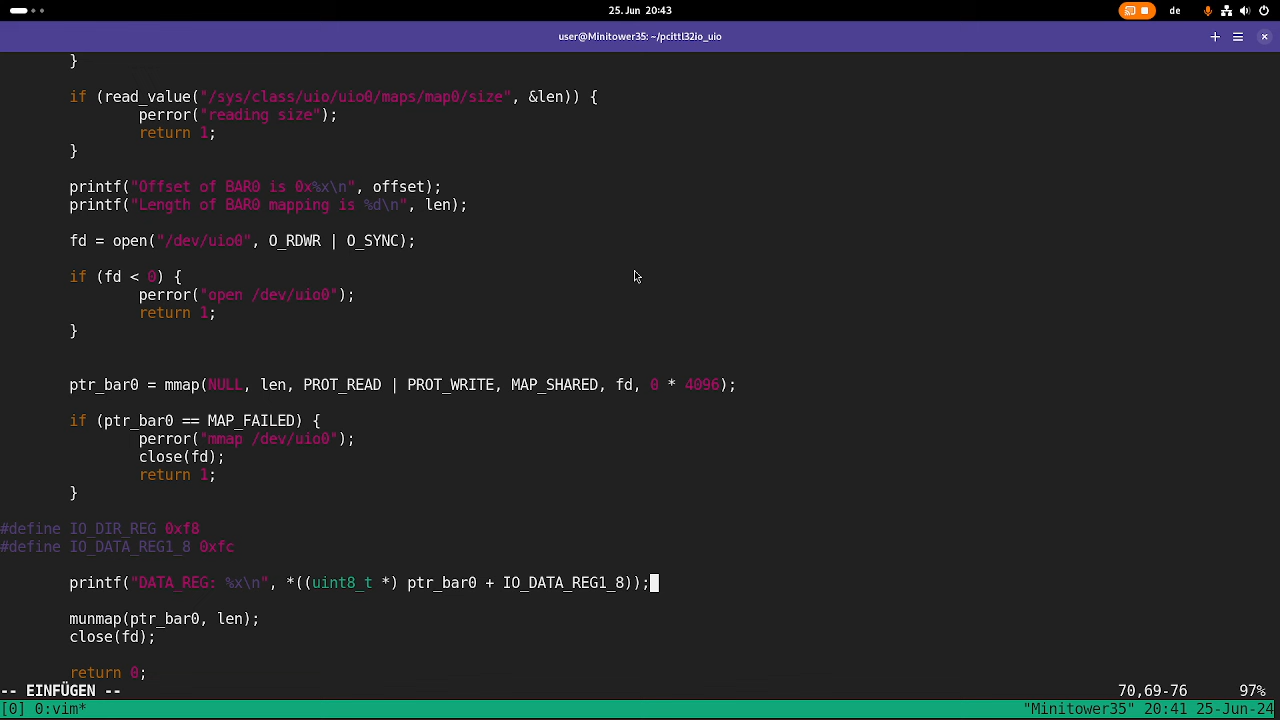 25. Jun 20:43
de
user@Minitower35: ~/pcittl32io_uio
}
if (read_value("/sys/class/uio/uio0/maps/map0/size", &len)) {
perror("reading size");
return 1;
}
printf("Offset of BAR0 is 0x%x\n", offset);
printf("Length of BAR0 mapping is %d\n", len);
fd = open("/dev/uio0", O_RDWR | O_SYNC);
if (fd < 0) {
perror("open /dev/uio0");
return 1;
}
ptr_bar0 = mmap(NULL, len, PROT_READ | PROT_WRITE, MAP_SHARED, fd, 0 * 4096);
if (ptr_bar0 == MAP_FAILED) {
perror("mmap /dev/uio0");
close(fd);
return 1;
}
#define IO_DIR_REG 0xf8
#define IO_DATA_REG1_8 0xfc
printf("DATA_REG: %x\n", *((uint8_t *) ptr_bar0 + IO_DATA_REG1_8));
munmap(ptr_bar0, len);
close(fd);
return 0;
-- EINFÜGEN -- 70,69-76 97%
[0] 0:vim* "Minitower35" 20:41 25-Jun-24